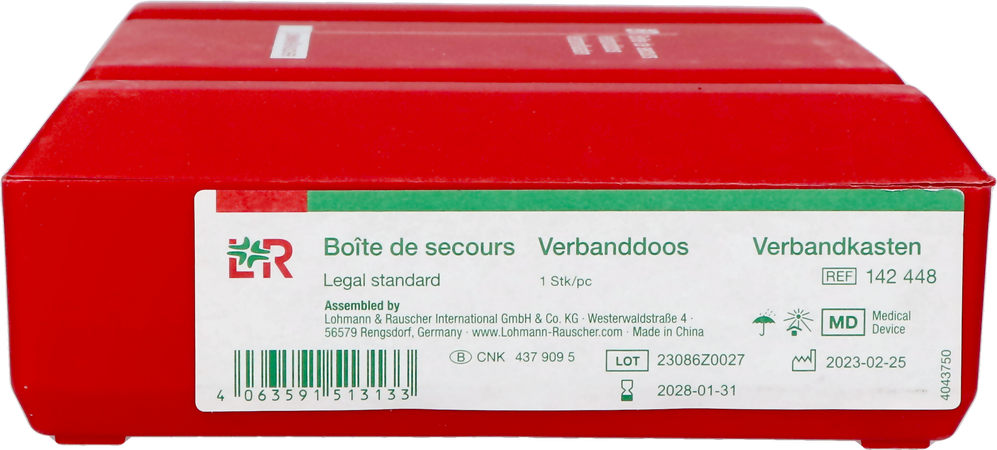 Boîte de secours Verbanddoos Verbandkasten
Legal standard 1 Stk/pc REF 142 448
L&R
Assembled by
Lohmann & Rauscher International GmbH & Co. KG · Westerwaldstraße 4 ·
56579 Rengsdorf, Germany · www.Lohmann-Rauscher.com · Made in China
MD Medical
Device
B CNK 437 909 5 LOT 23086Z0027 2023-02-25
2028-01-31
4 063591 513133
4043750